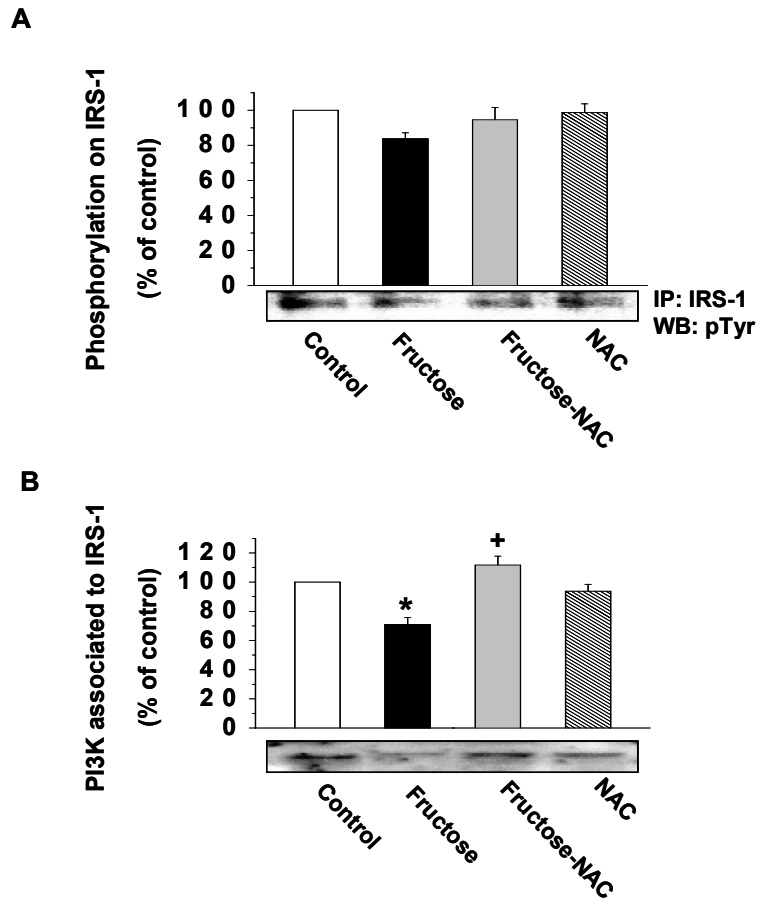 A
Phosphorylation on IRS-1
(% of control)
100
80
60
40
20
0
IP: IRS-1
WB: pTyr
Control
Fructose
Fructose-NAC
NAC
B
PI3K associated to IRS-1
(% of control)
120
100
80
60
40
20
0
*
+
Control
Fructose
Fructose-NAC
NAC